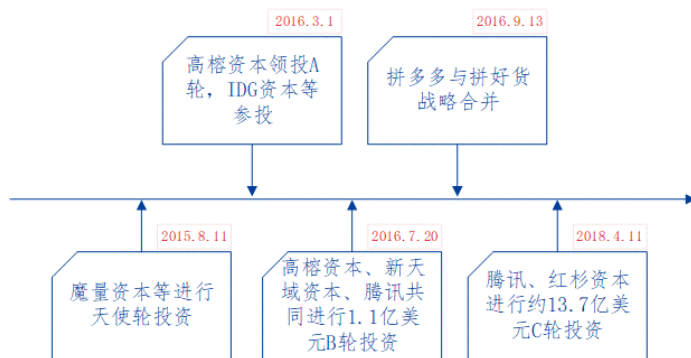 2016.3.1
高榕资本领投A
轮，IDG资本等
参投
2016.9.13
拼多多与拼好货
战略合并
2015.8.11
魔量资本等进行
天使轮投资
2016.7.20
高榕资本、新天
域资本、腾讯共
同进行1.1亿美
元B轮投资
2018.4.11
腾讯、红杉资本
进行约13.7亿美
元C轮投资